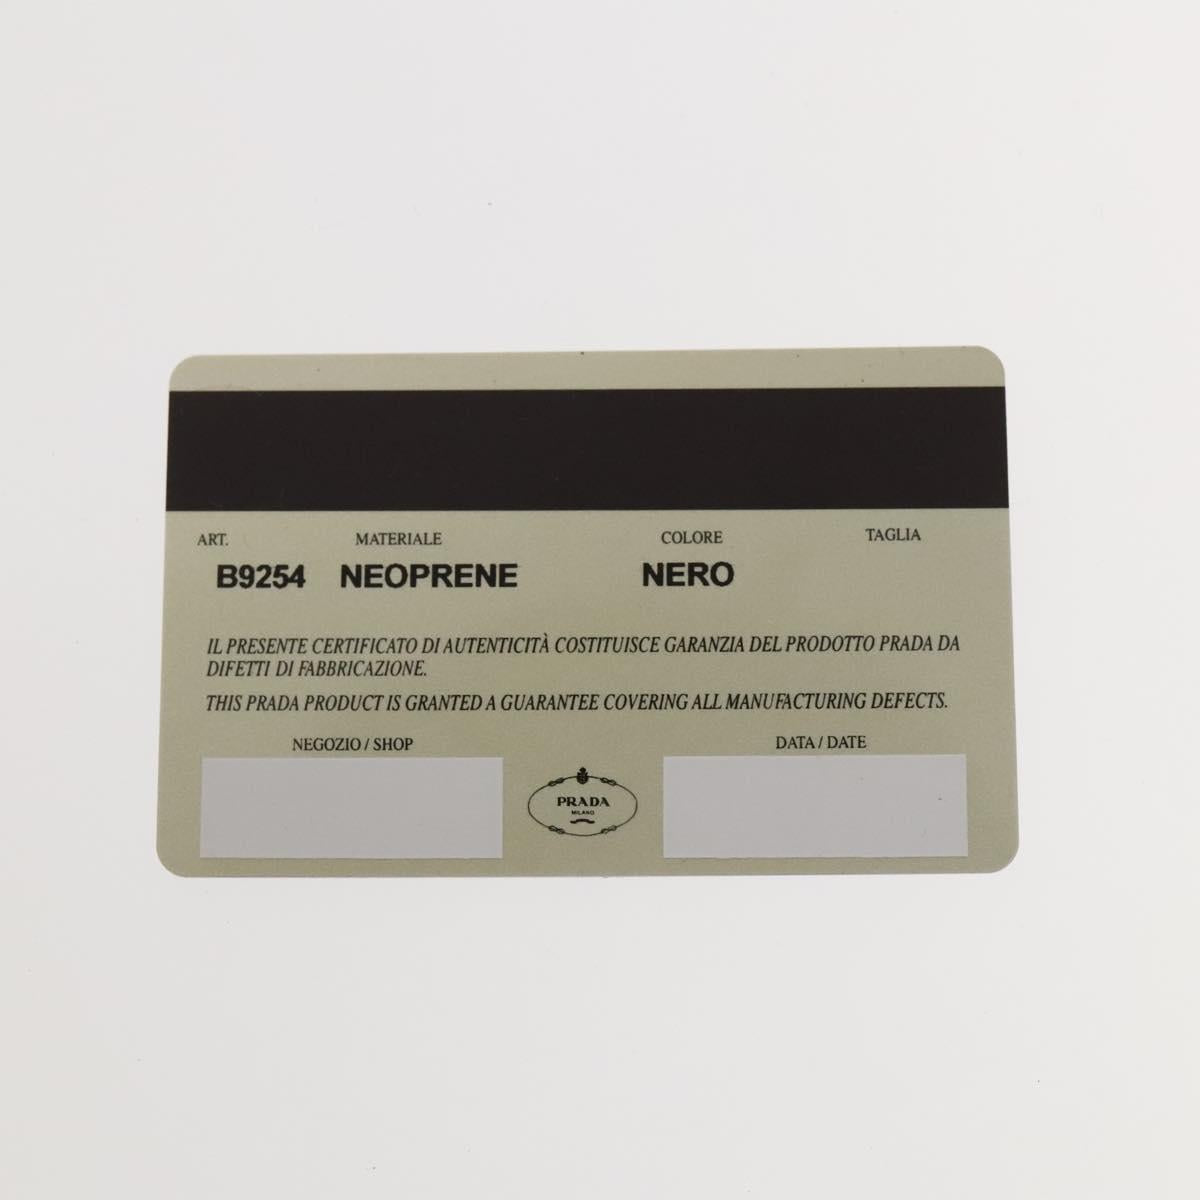 ART. MATERIALE COLORE TAGLIA
B9254 NEOPRENE NERO
IL PRESENTE CERTIFICATO DI AUTENTICITÀ COSTITUISCE GARANZIA DEL PRODOTTO PRADA DA
DIFETTI DI FABBRICAZIONE.
THIS PRADA PRODUCT IS GRANTED A GUARANTEE COVERING ALL MANUFACTURING DEFECTS.
NEGOZIO / SHOP DATA / DATE
PRADA
MILANO